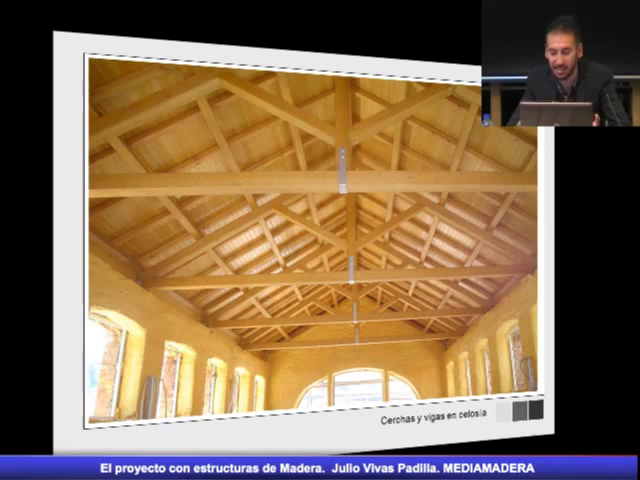 Cerchas y vigas en celosía
El proyecto con estructuras de Madera. Julio Vivas Padilla. MEDIAMADERA